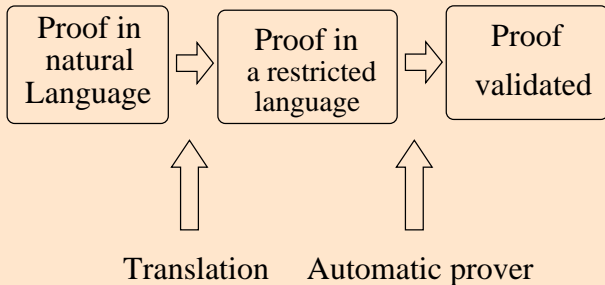 Proof in
natural
Language
Proof in
a restricted
language
Proof
validated
Translation
Automatic prover